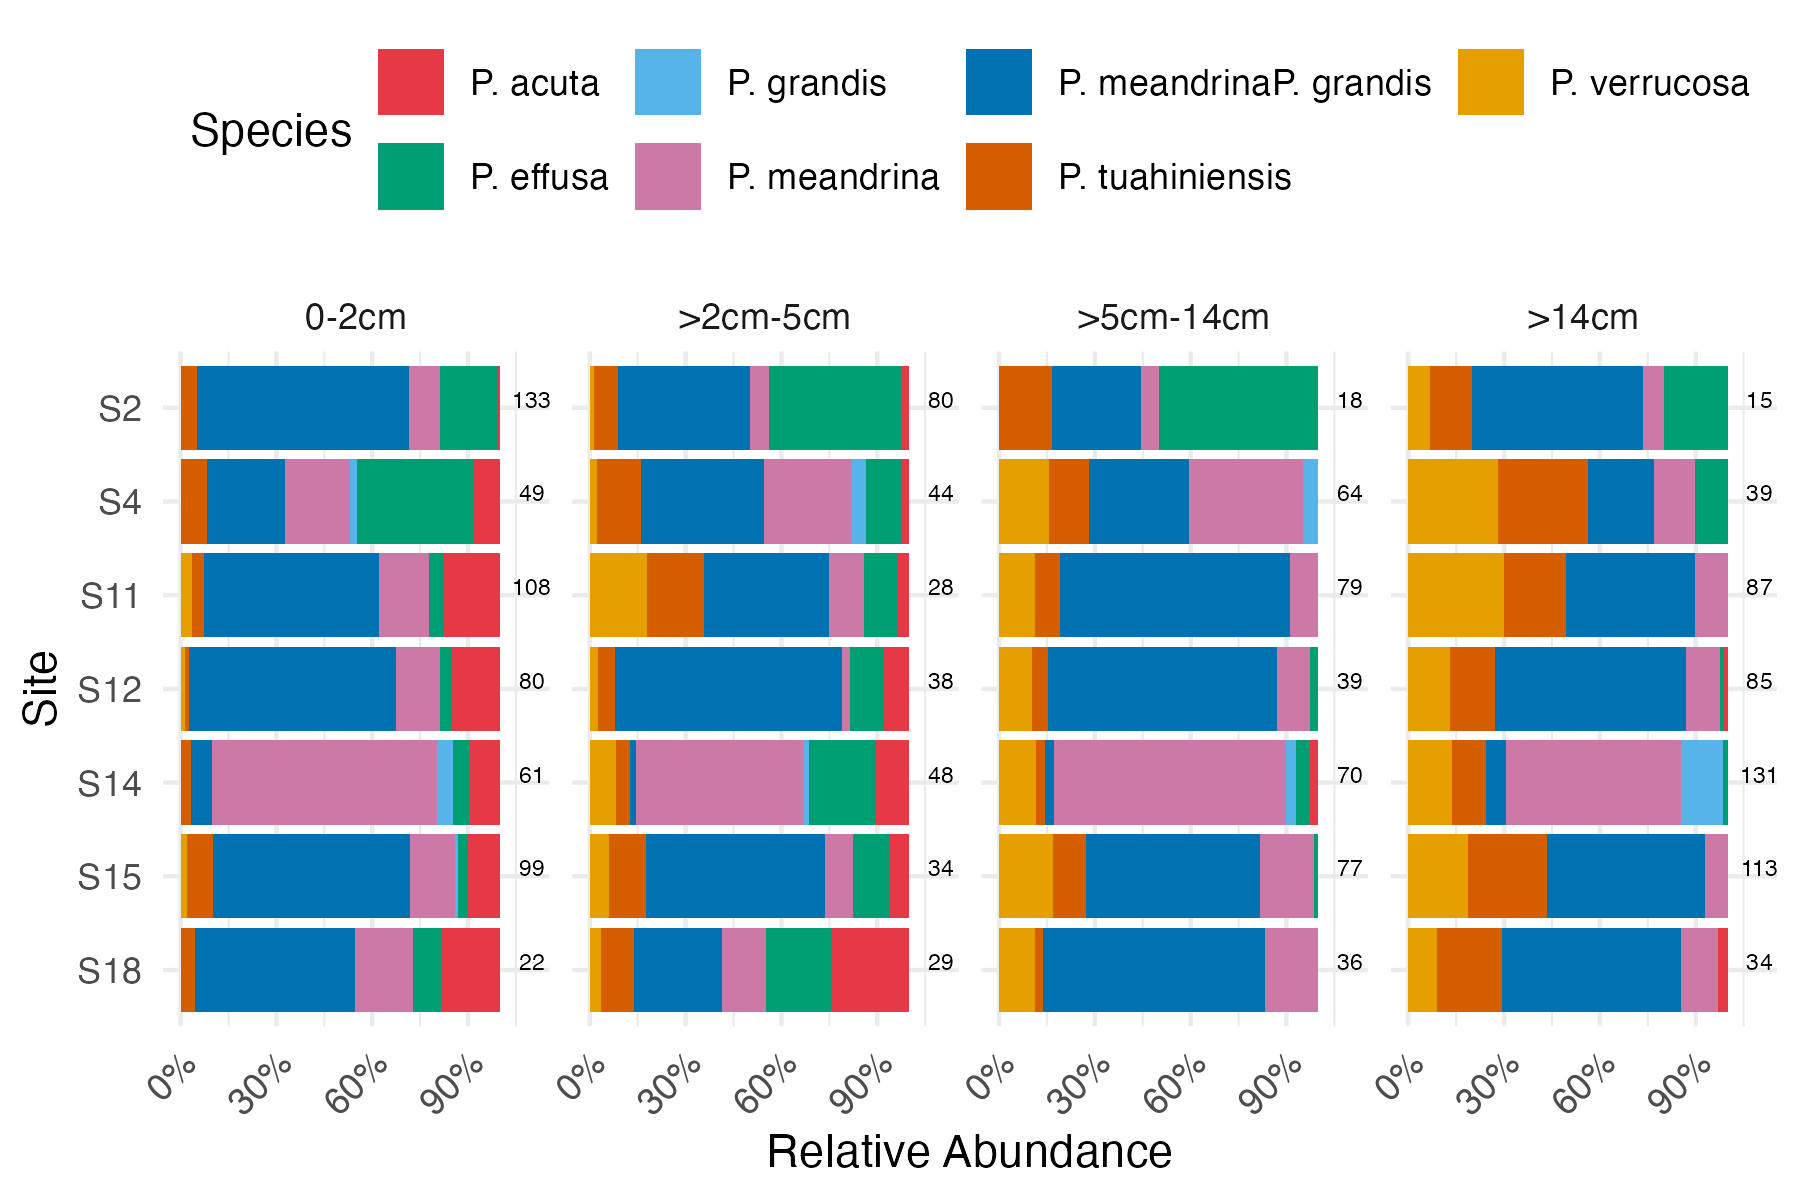 Species
P. acuta
P. grandis
P. meandrinaP. grandis
P. verrucosa
P. effusa
P. meandrina
P. tuahiniensis
0-2cm
>2cm-5cm
>5cm-14cm
>14cm
Site
S2
133
80
18
15
S4
49
44
64
39
S11
108
28
79
87
S12
80
38
39
85
S14
61
48
70
131
S15
99
34
77
113
S18
22
29
36
34
0%
30%
60%
90%
0%
30%
60%
90%
0%
30%
60%
90%
0%
30%
60%
90%
Relative Abundance